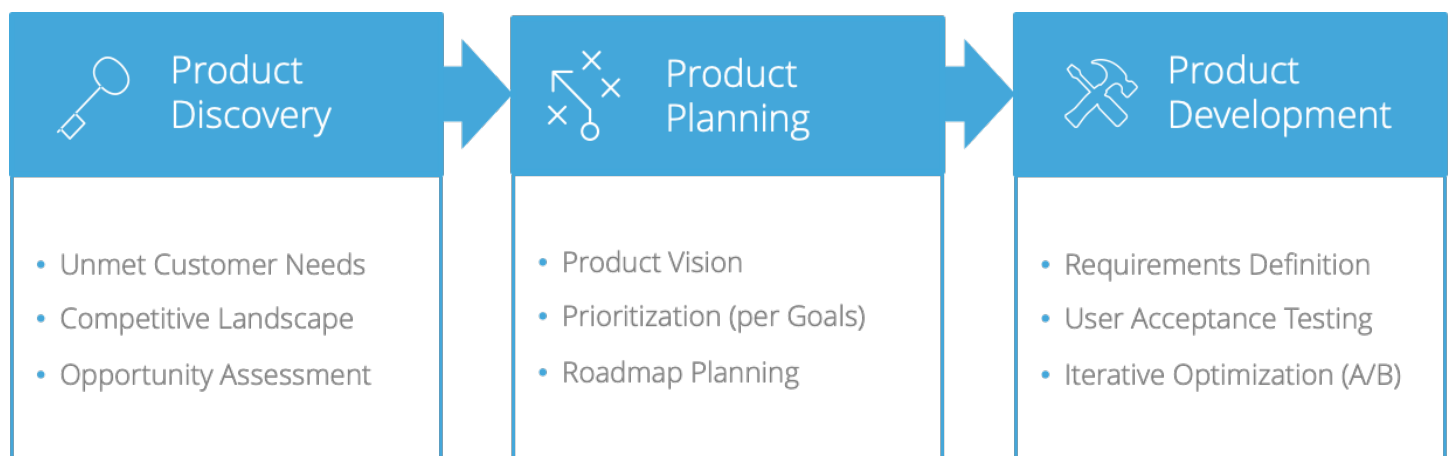 Product
Discovery
• Unmet Customer Needs
• Competitive Landscape
• Opportunity Assessment
Product
Planning
• Product Vision
• Prioritization (per Goals)
• Roadmap Planning
Product
Development
• Requirements Definition
• User Acceptance Testing
• Iterative Optimization (A/B)